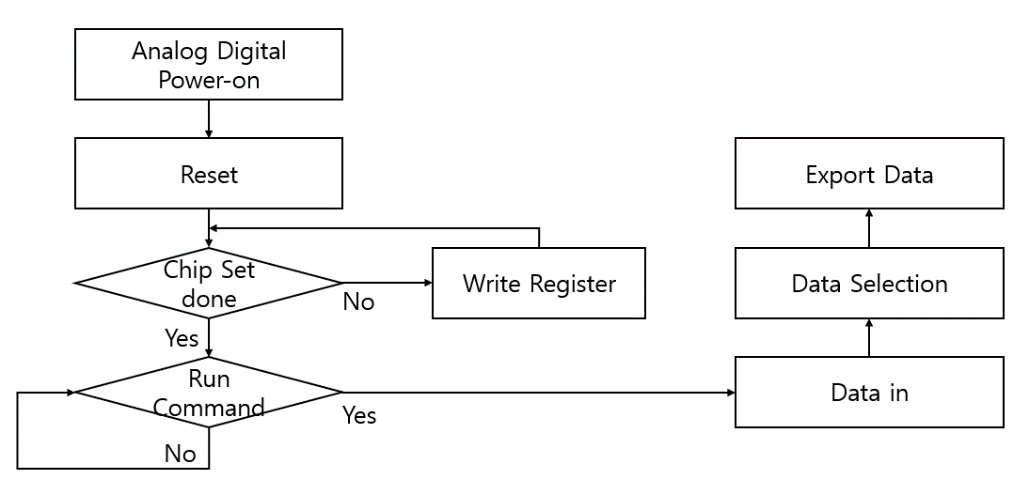 Analog Digital
Power-on
Reset
Chip Set
done
No
Write Register
Yes
Run
Command
Yes
No
Data in
Data Selection
Export Data